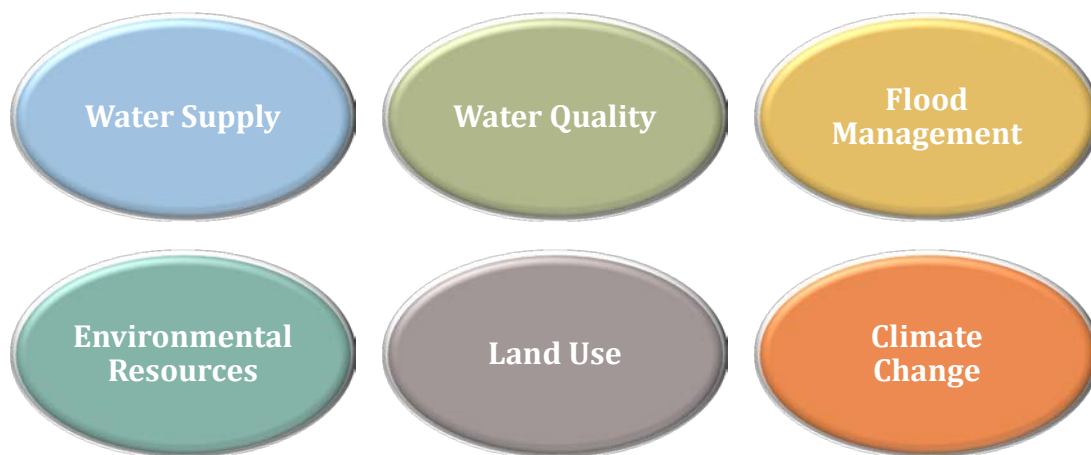 Water Supply
Water Quality
Flood
Management
Environmental
Resources
Land Use
Climate
Change